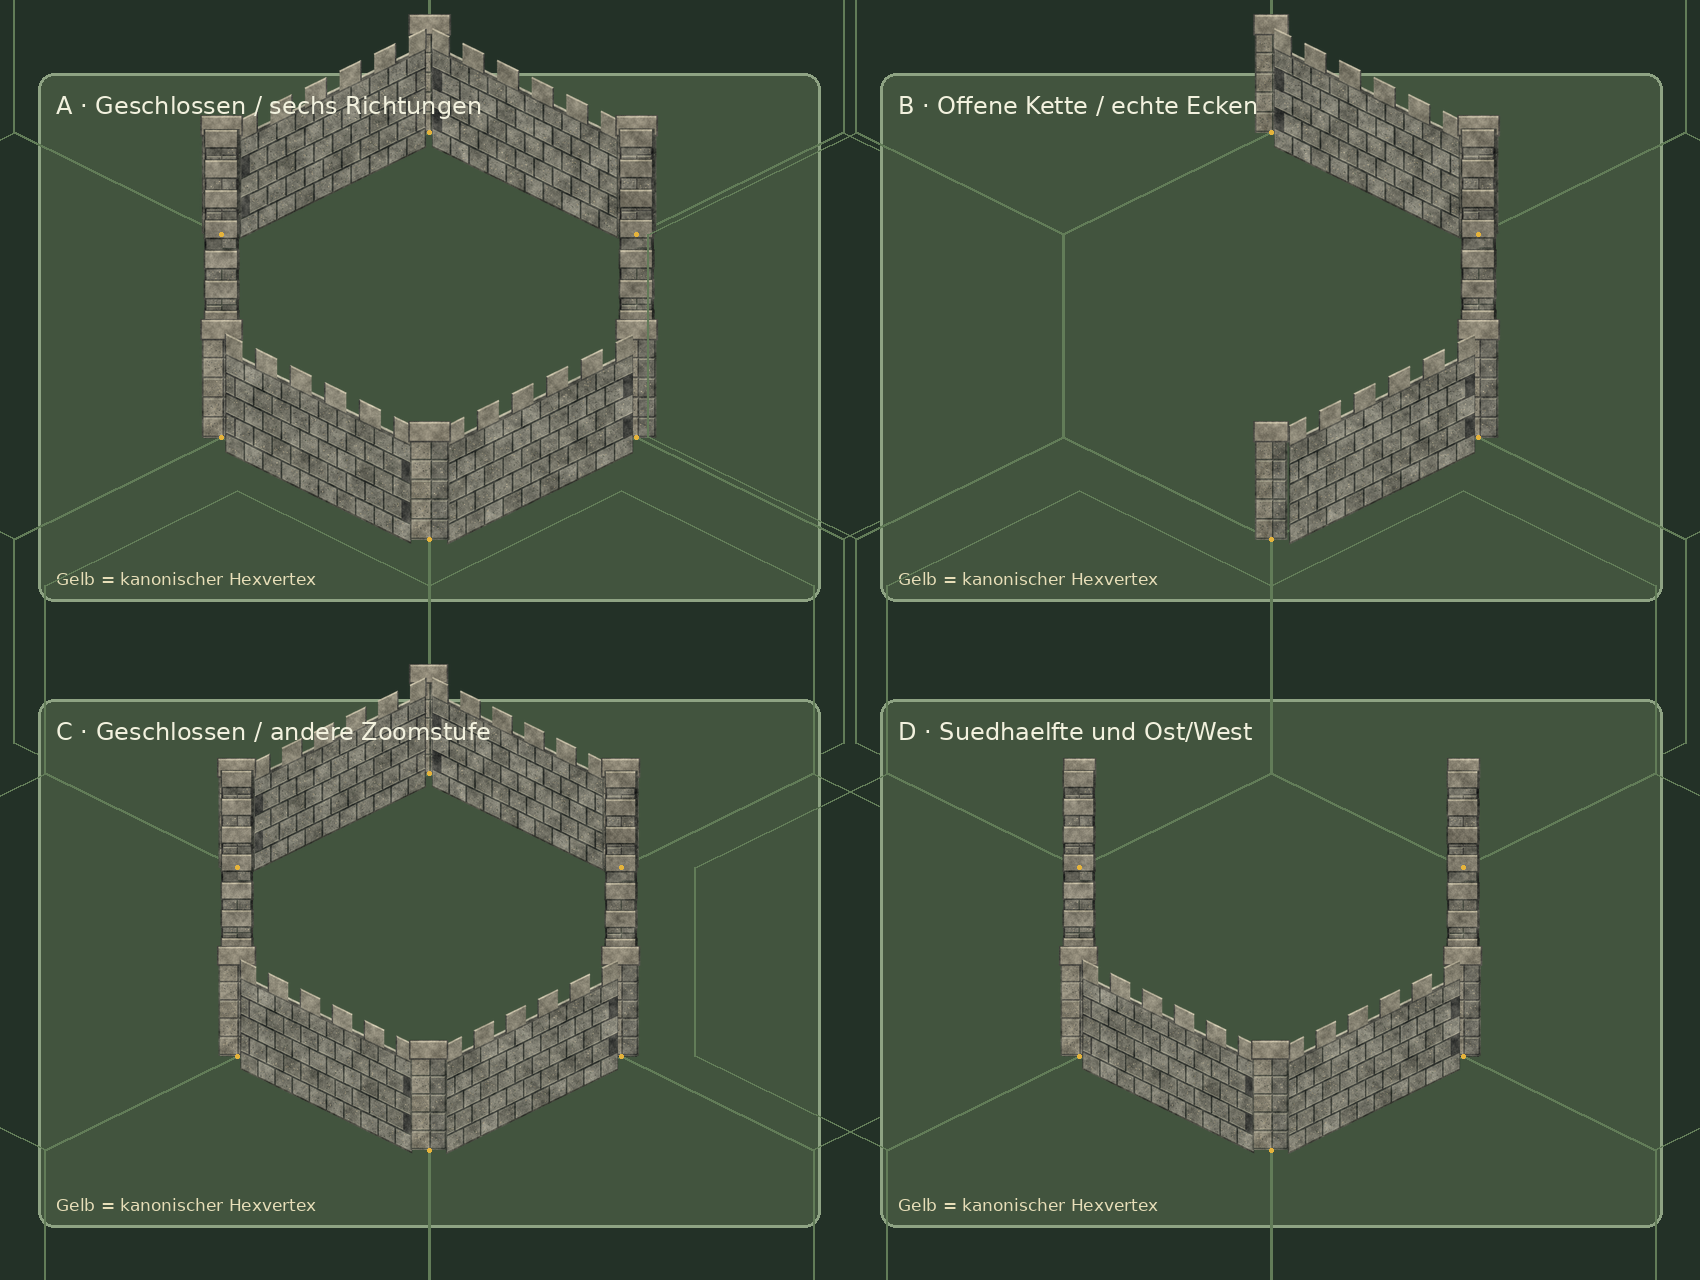 A · Geschlossen / sechs Richtungen
B · Offene Kette / echte Ecken
Gelb = kanonischer Hexvertex
Gelb = kanonischer Hexvertex
C · Geschlossen / andere Zoomstufe
D · Suedhaelfte und Ost/West
Gelb = kanonischer Hexvertex
Gelb = kanonischer Hexvertex